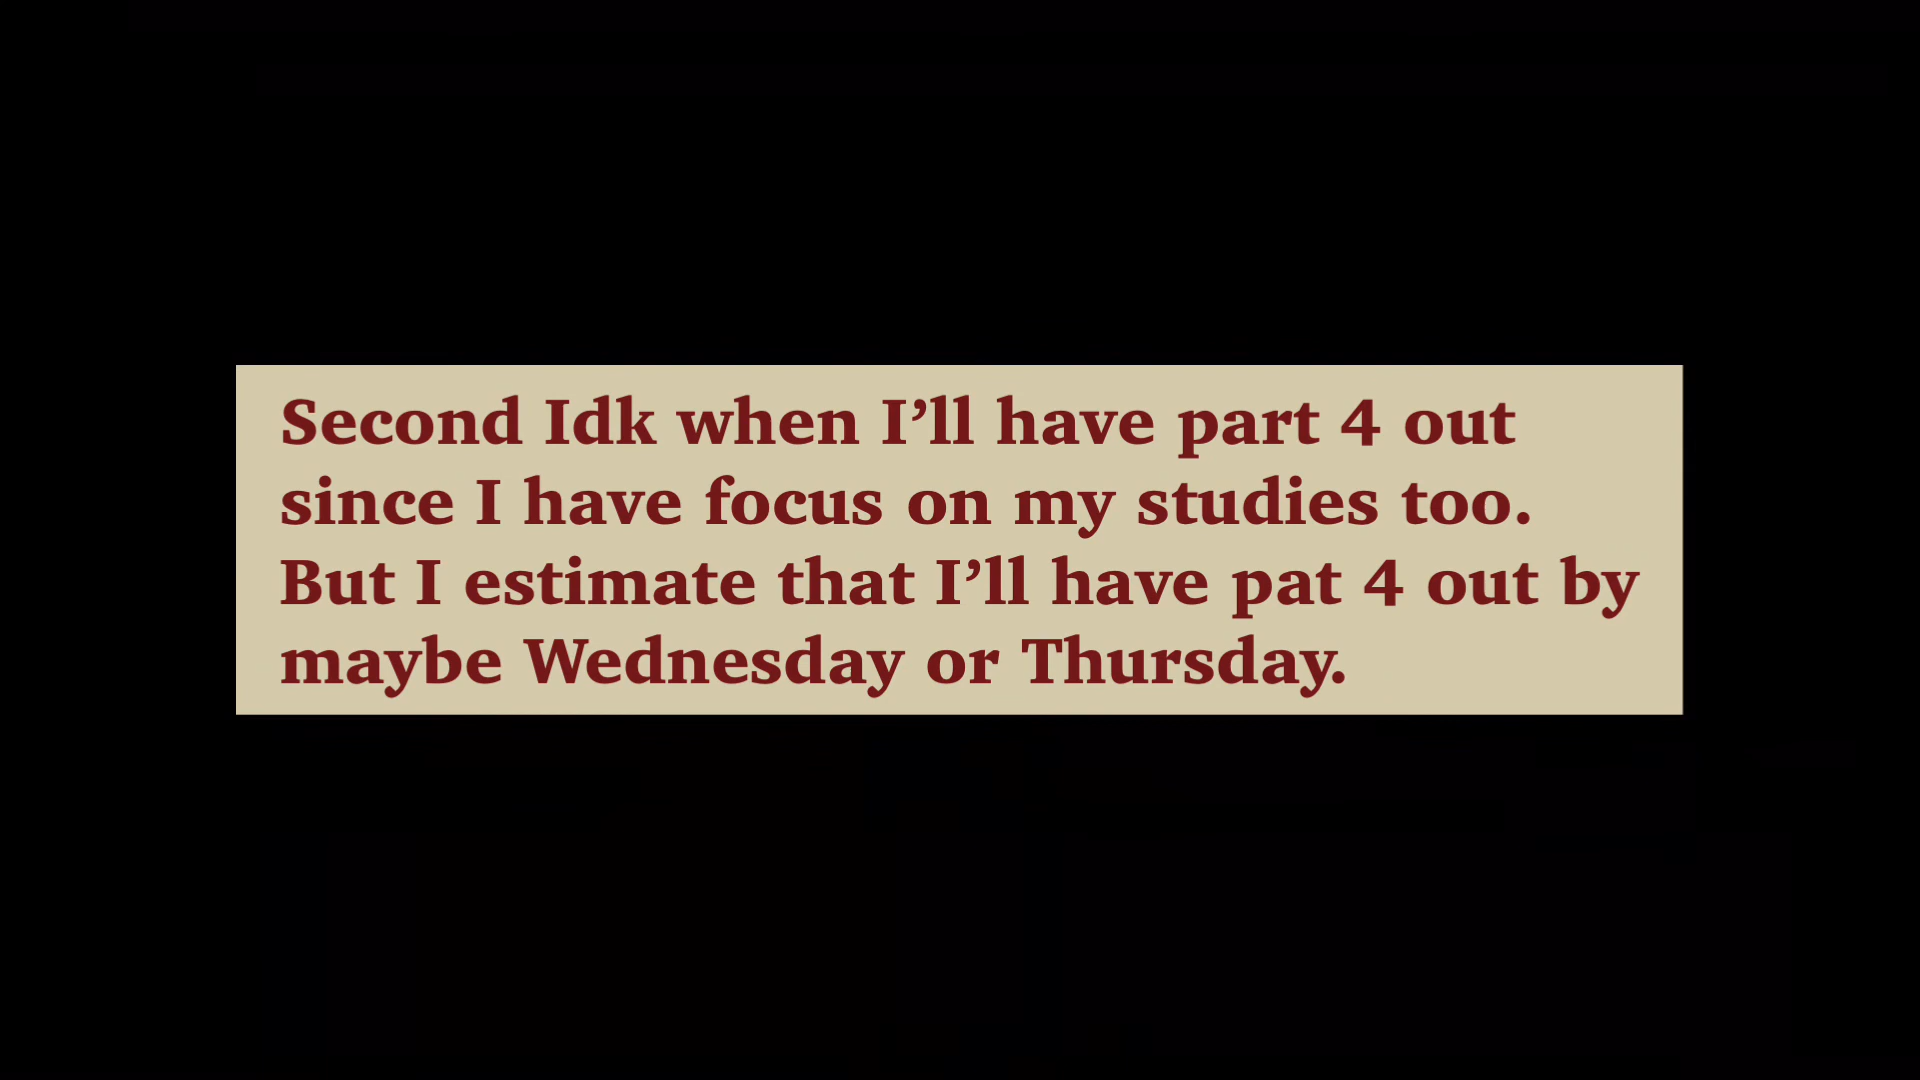 Second Idk when I’ll have part 4 out
since I have focus on my studies too.
But I estimate that I’ll have pat 4 out by
maybe Wednesday or Thursday.